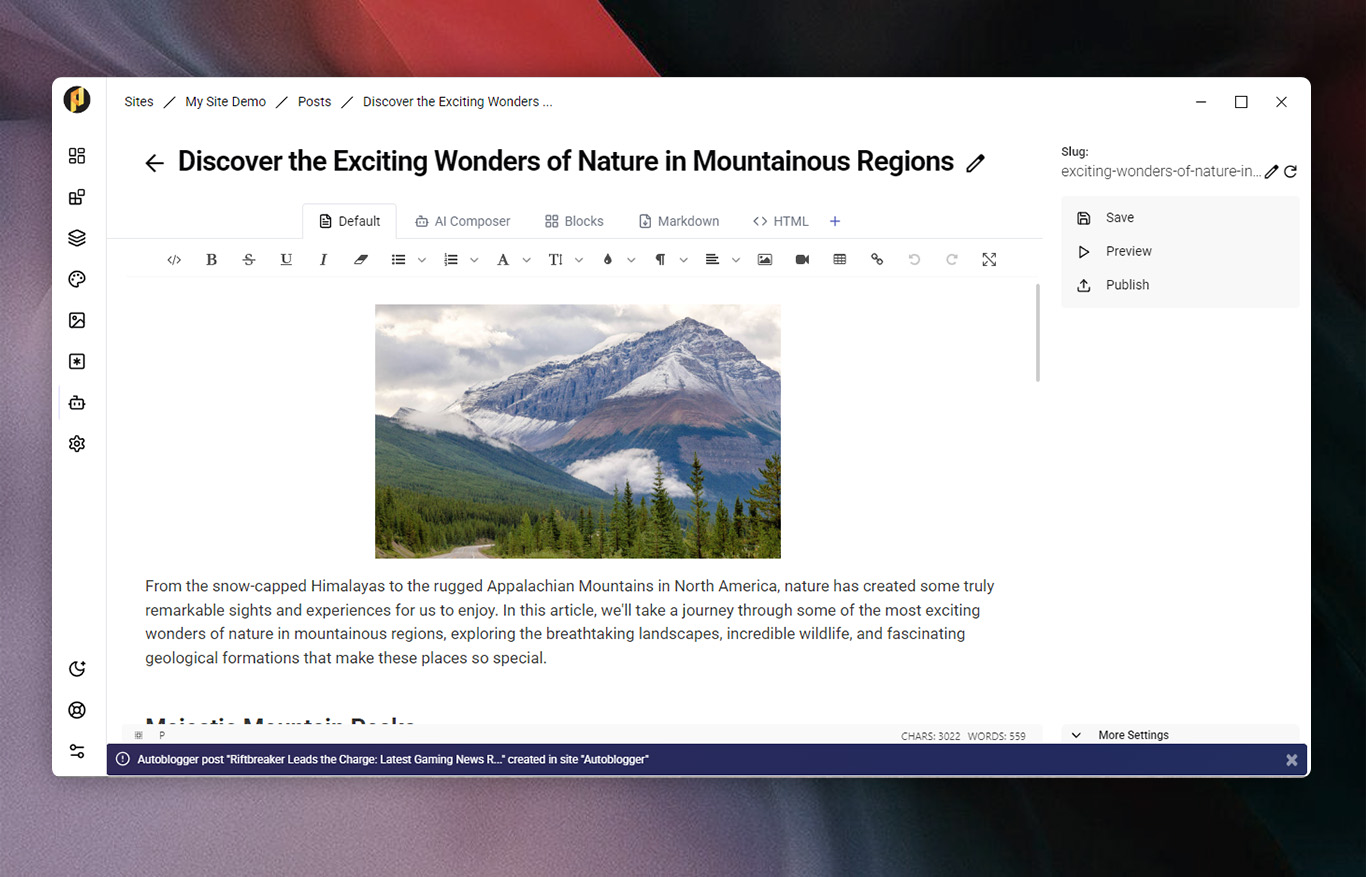 Sites / My Site Demo / Posts / Discover the Exciting Wonders ...
Discover the Exciting Wonders of Nature in Mountainous Regions
Slug:
exciting-wonders-of-nature-in...
Default AI Composer Blocks Markdown HTML +
Save
Preview
Publish
From the snow-capped Himalayas to the rugged Appalachian Mountains in North America, nature has created some truly
remarkable sights and experiences for us to enjoy. In this article, we'll take a journey through some of the most exciting
wonders of nature in mountainous regions, exploring the breathtaking landscapes, incredible wildlife, and fascinating
geological formations that make these places so special.
Majestic Mountain Peaks
P
CHARS: 3022 WORDS: 559
More Settings
Autoblogger post "Riftbreaker Leads the Charge: Latest Gaming News R..." created in site "Autoblogger"